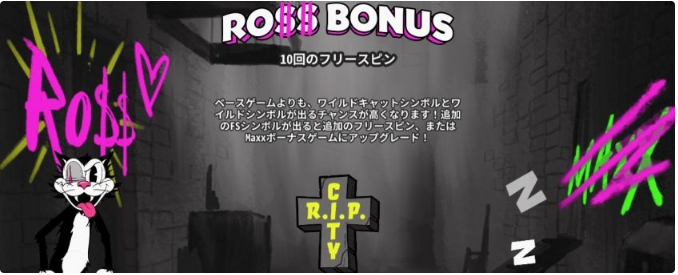 RO$$ BONUS
10回のフリースピン
Ro$$
ベースゲームよりも、ワイルドキャットシンボルとワ
イルドシンボルが出るチャンスが高くなります！追加
のFSシンボルが出ると追加のフリースピン、または
Maxxボーナスゲームにアップグレード！
MAXX
CITY
R.I.P.
Z
Z